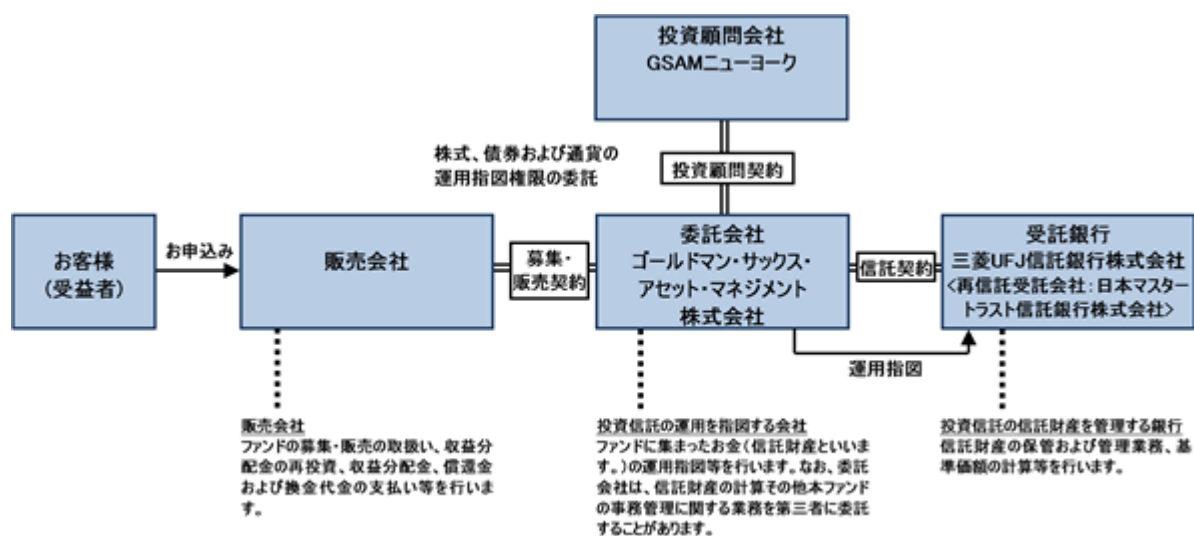 投資顧問会社
GSAMニューヨーク
株式、債券および通貨の
運用指図権限の委託
投資顧問契約
お客様
(受益者)
お申込み
販売会社
募集・
販売契約
委託会社
ゴールドマン・サックス・
アセット・マネジメント
株式会社
信託契約
受託銀行
三菱UFJ信託銀行株式会社
<再信託受託会社:日本マスター
トラスト信託銀行株式会社>
運用指図
販売会社
ファンドの募集・販売の取扱い、収益分
配金の再投資、収益分配金、償還金
および換金代金の支払い等を行いま
す。
投資信託の運用を指図する会社
ファンドに集まったお金(信託財産といいま
す。)の運用指図等を行います。なお、委託
会社は、信託財産の計算その他本ファンド
の事務管理に関する業務を第三者に委託
することがあります。
投資信託の信託財産を管理する銀行
信託財産の保管および管理業務、基
準価額の計算等を行います。